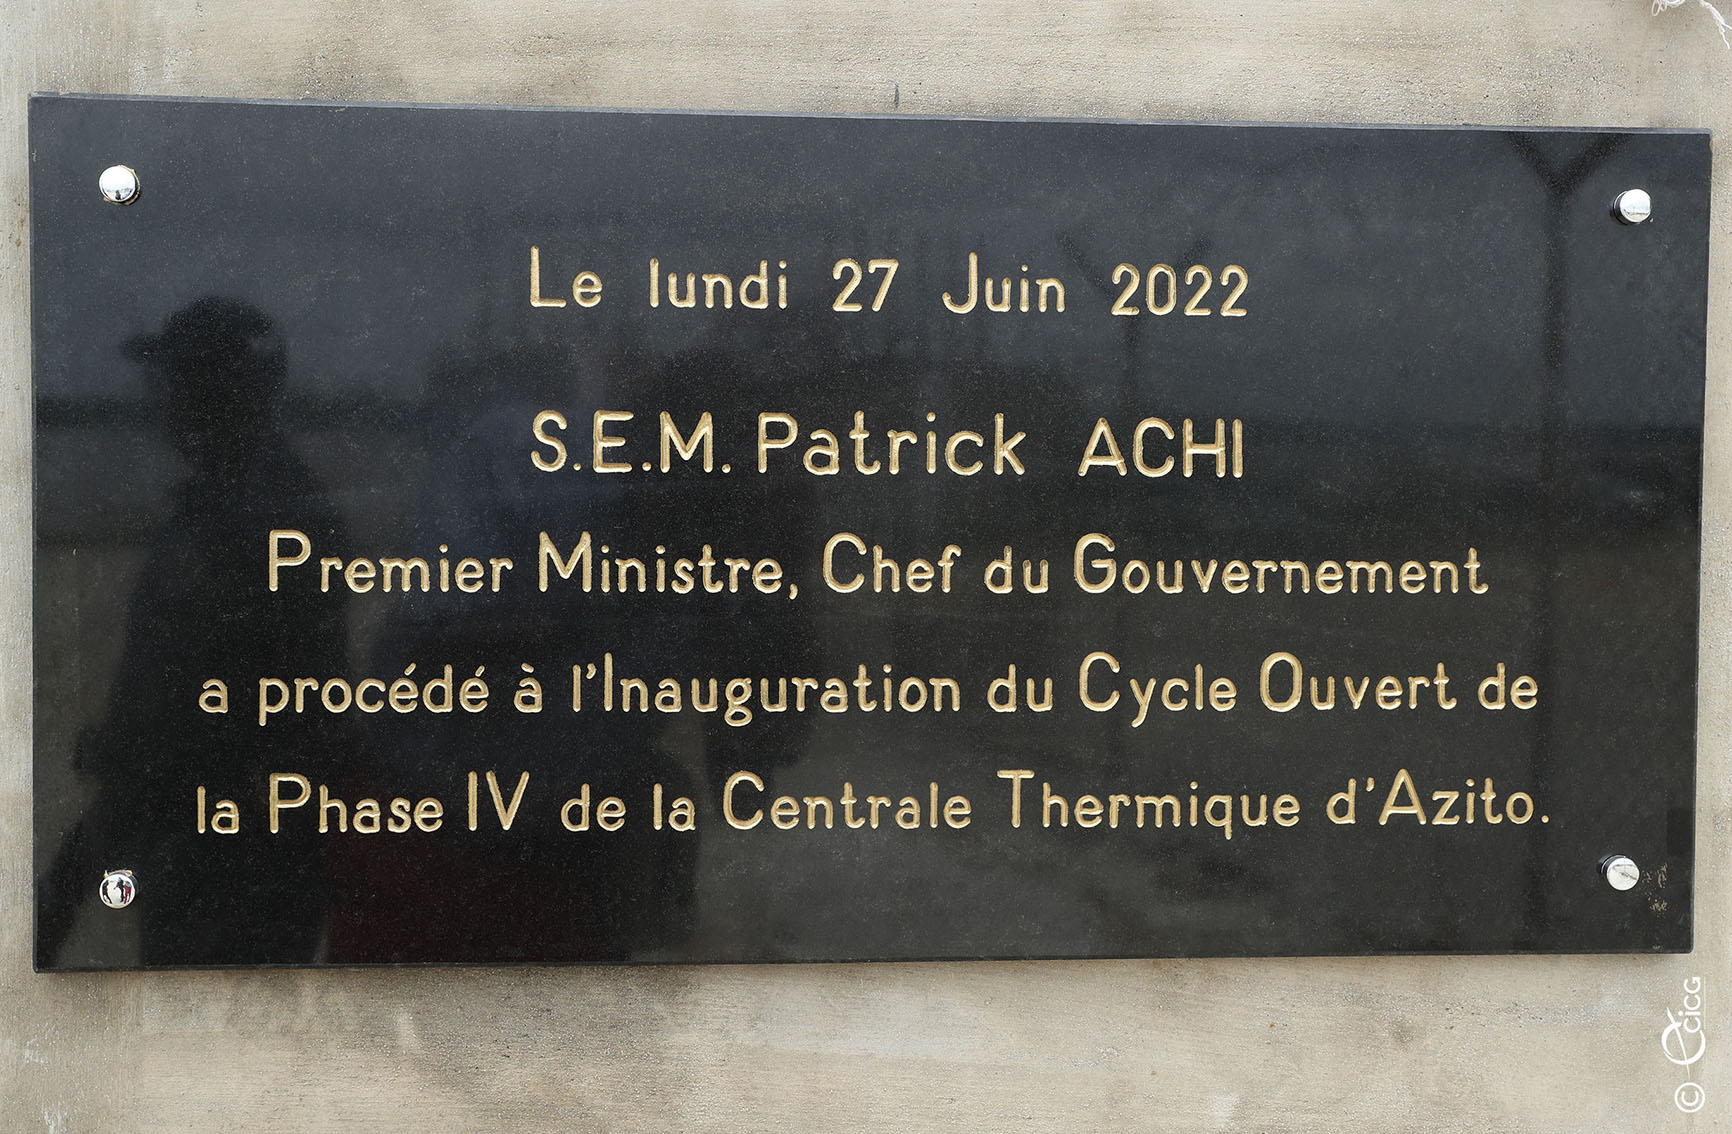 Le lundi 27 Juin 2022
S.E.M. Patrick ACHI
Premier Ministre, Chef du Gouvernement
a procédé à l'Inauguration du Cycle Ouvert de
la Phase IV de la Centrale Thermique d'Azito.
© CICG